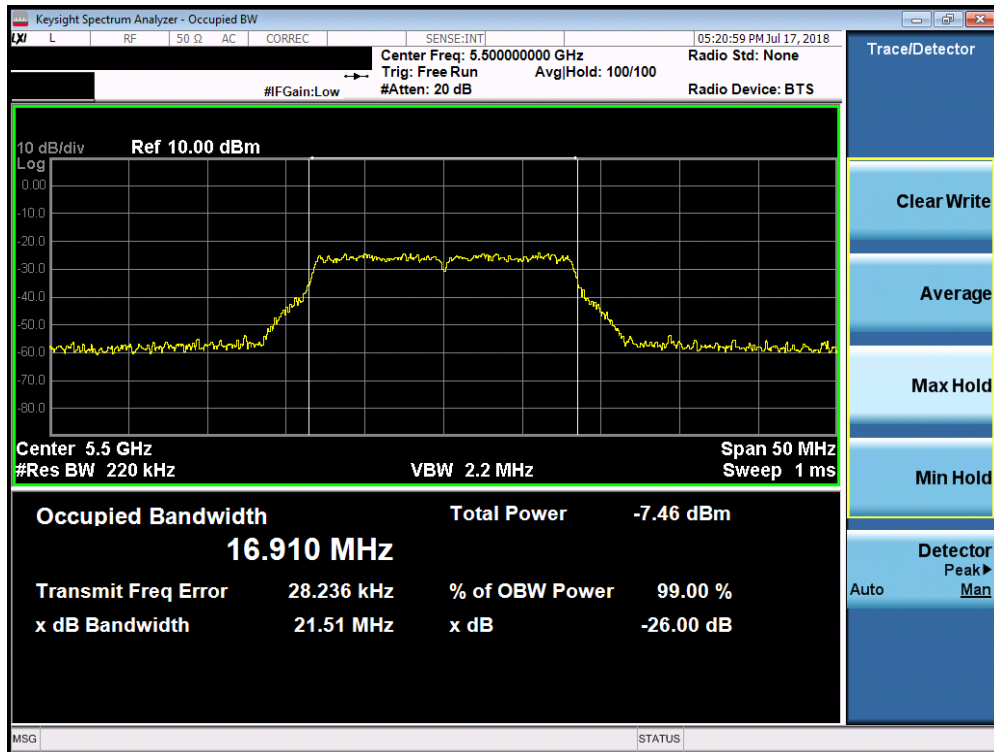 Keysight Spectrum Analyzer - Occupied BW
LXI L RF 50 Ω AC CORREC SENSE:INT 05:20:59 PM Jul 17, 2018
Center Freq: 5.500000000 GHz Radio Std: None
Trig: Free Run Avg|Hold: 100/100
#IFGain:Low #Atten: 20 dB Radio Device: BTS
Trace/Detector
10 dB/div Ref 10.00 dBm
Log
0.00
-10.0
-20.0
-30.0
-40.0
-50.0
-60.0
-70.0
-80.0
Center 5.5 GHz Span 50 MHz
#Res BW 220 kHz VBW 2.2 MHz Sweep 1 ms
Occupied Bandwidth Total Power -7.46 dBm
16.910 MHz
Transmit Freq Error 28.236 kHz % of OBW Power 99.00 %
x dB Bandwidth 21.51 MHz x dB -26.00 dB
Clear Write
Average
Max Hold
Min Hold
Detector
Peak▶
Auto Man
MSG STATUS